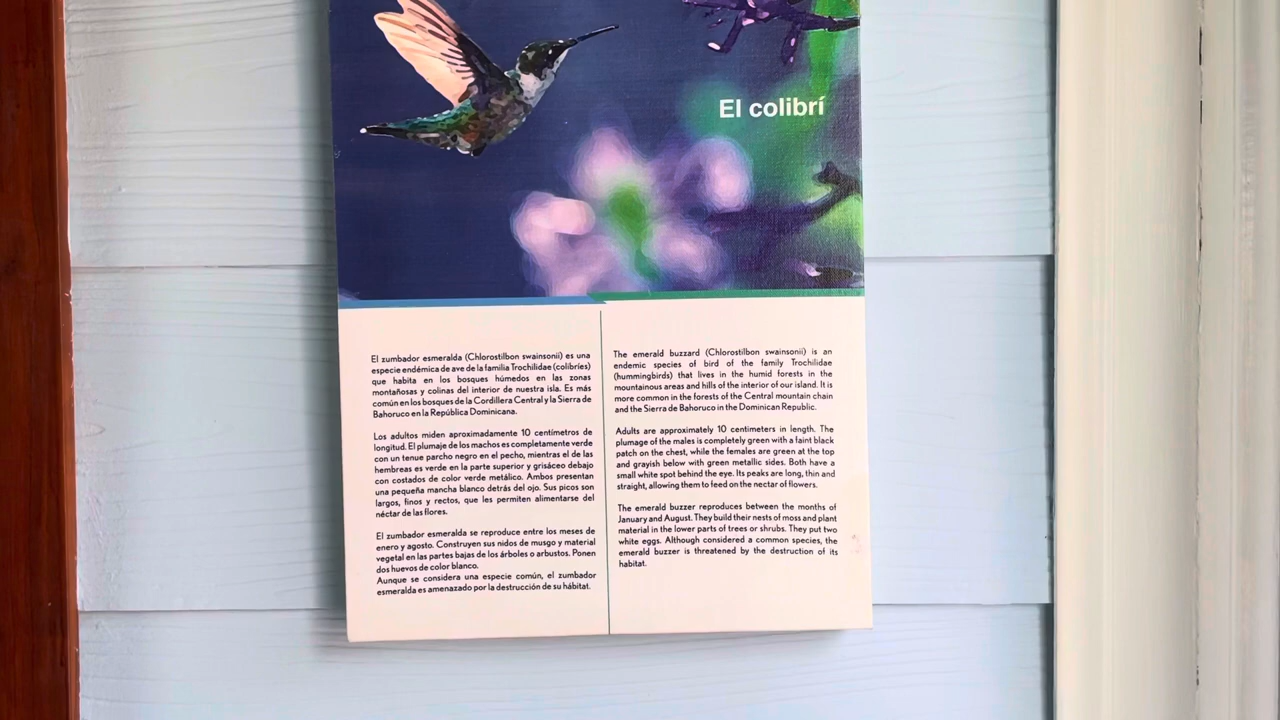 El colibrí
El zumbador esmeralda (Chlorostilbon swainsonii) es una
especie endémica de ave de la familia Trochilidae (colibríes)
que habita en los bosques húmedos en las zonas
montañosas y colinas del interior de nuestra isla. Es más
común en los bosques de la Cordillera Central y la Sierra de
Bahoruco en la República Dominicana.
Los adultos miden aproximadamente 10 centímetros de
longitud. El plumaje de los machos es completamente verde
con un tenue parcho negro en el pecho, mientras el de las
hembreas es verde en la parte superior y grisáceo debajo
con costados de color verde metálico. Ambos presentan
una pequeña mancha blanco detrás del ojo. Sus picos son
largos, finos y rectos, que les permiten alimentarse del
néctar de las flores.
El zumbador esmeralda se reproduce entre los meses de
enero y agosto. Construyen sus nidos de musgo y material
vegetal en las partes bajas de los árboles o arbustos. Ponen
dos huevos de color blanco.
Aunque se considera una especie común, el zumbador
esmeralda es amenazado por la destrucción de su hábitat.
The emerald buzzard (Chlorostilbon swainsonii) is an
endemic species of bird of the family Trochilidae
(hummingbirds) that lives in the humid forests in the
mountainous areas and hills of the interior of our island. It is
more common in the forests of the Central mountain chain
and the Sierra de Bahoruco in the Dominican Republic.
Adults are approximately 10 centimeters in length. The
plumage of the males is completely green with a faint black
patch on the chest, while the females are green at the top
and grayish below with green metallic sides. Both have a
small white spot behind the eye. Its peaks are long, thin and
straight, allowing them to feed on the nectar of flowers.
The emerald buzzer reproduces between the months of
January and August. They build their nests of moss and plant
material in the lower parts of trees or shrubs. They put two
white eggs. Although considered a common species, the
emerald buzzer is threatened by the destruction of its
habitat.